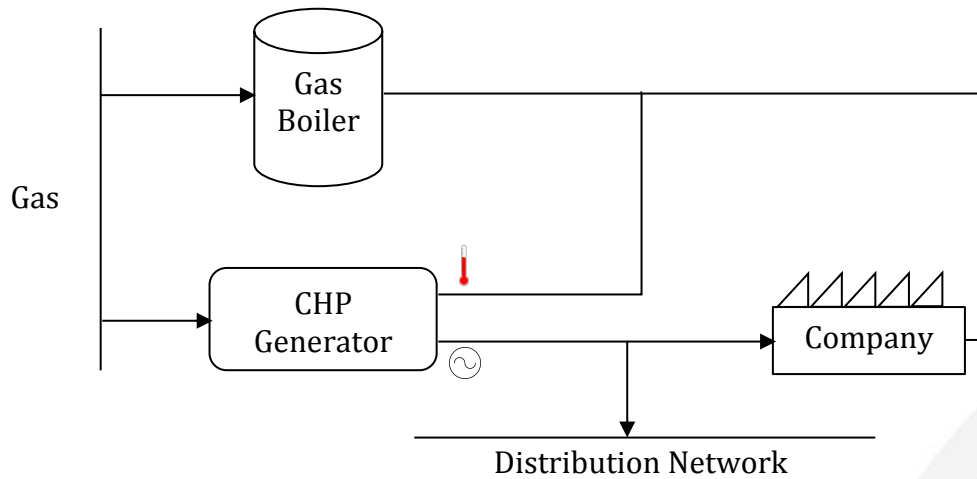 Gas
Boiler
Gas
CHP
Generator
Company
Distribution Network